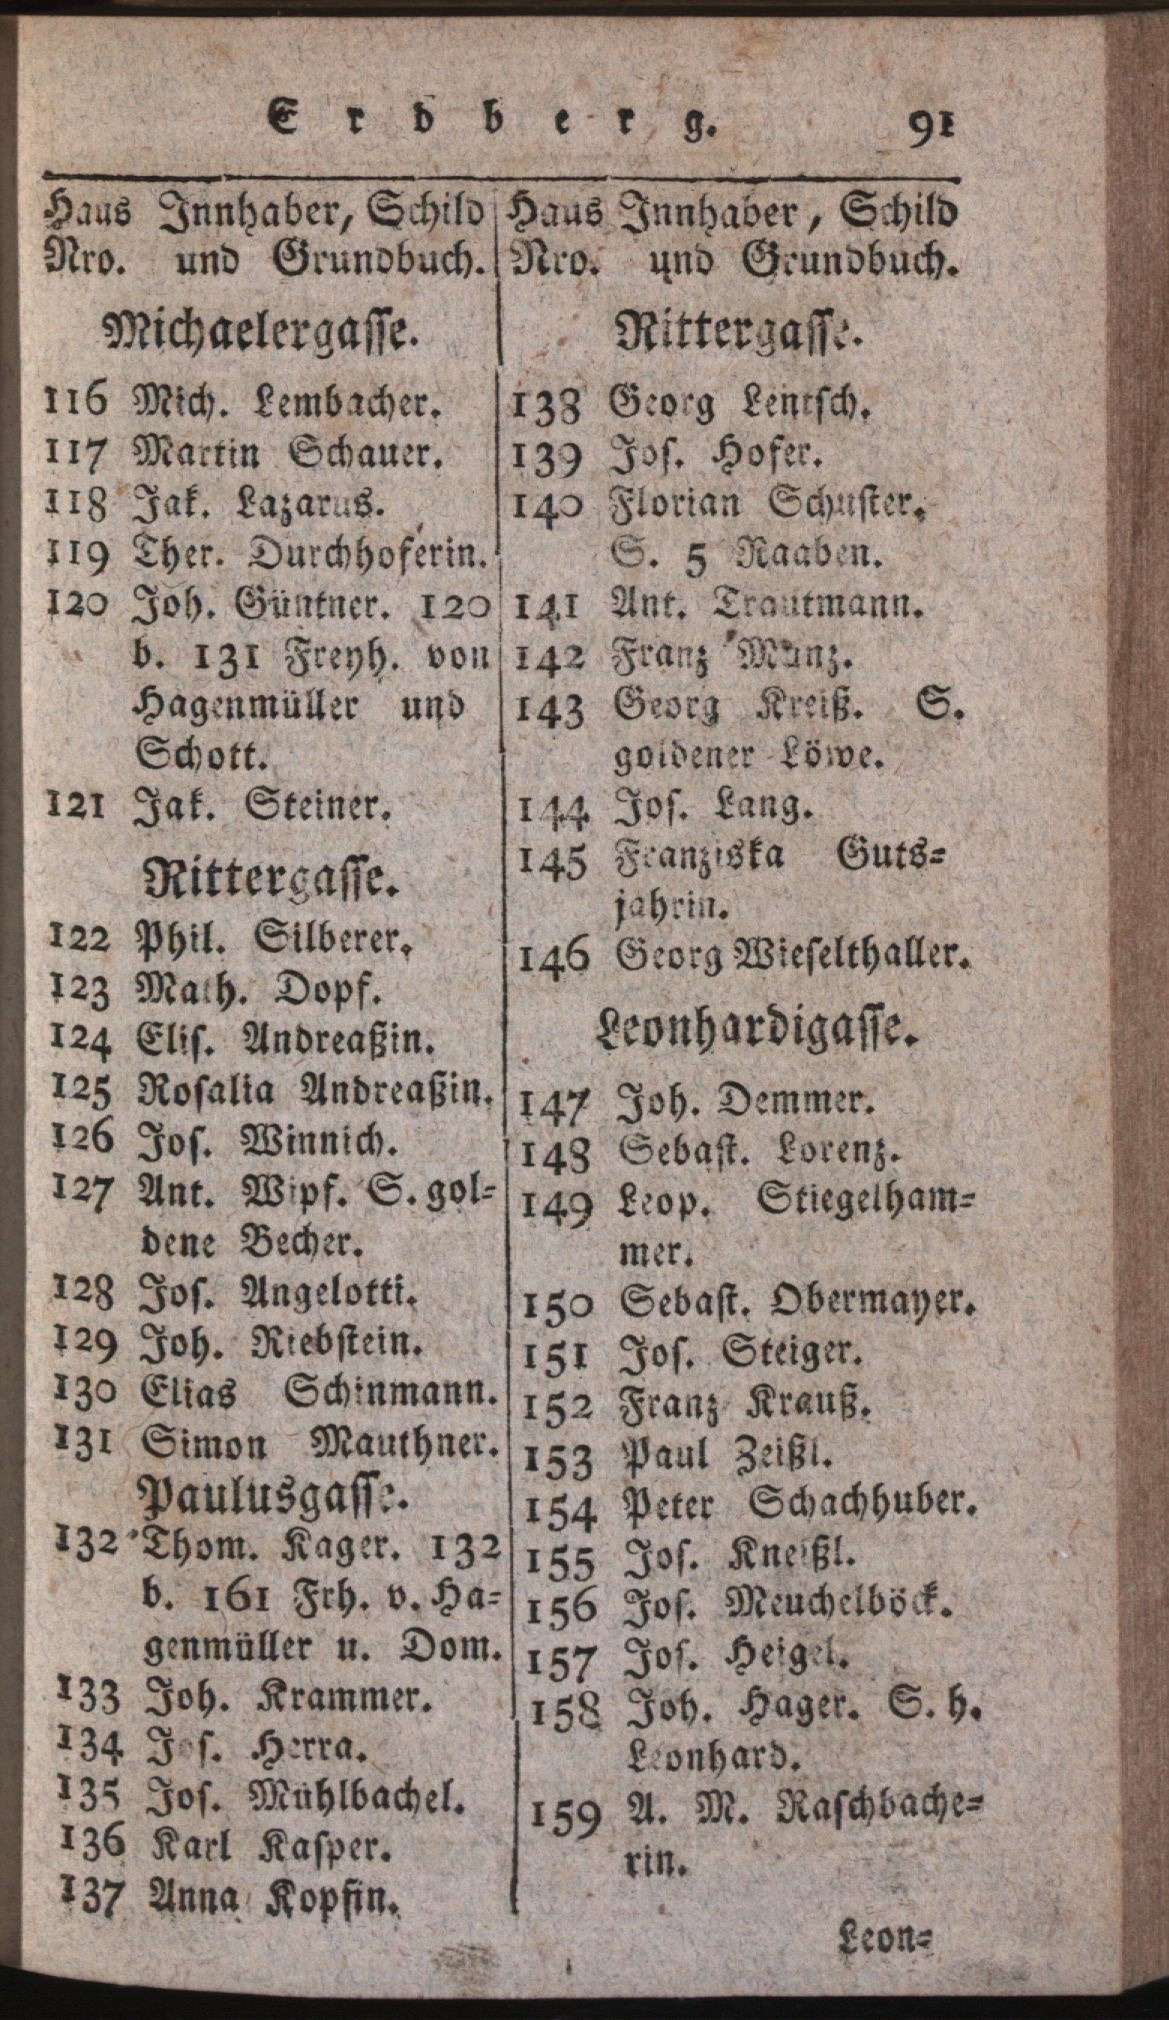 Erdberg. 91
Haus Innhaber, Schild
Nro. und Grundbuch.
Michaelergasse.
116 Mich. Lembacher.
117 Martin Schauer.
118 Jak. Lazarus.
119 Ther. Durchhoferin.
120 Joh. Güntner. 120
b. 131 Freyh. von
Hagenmüller und
Schott.
121 Jak. Steiner.
Rittergasse.
122 Phil. Silberer.
123 Math. Dopf.
124 Elis. Andreaßin.
125 Rosalia Andreaßin.
126 Jos. Winnich.
127 Ant. Wipf. S. gol-
dene Becher.
128 Jos. Angelotti.
129 Joh. Riebstein.
130 Elias Schinmann.
131 Simon Mauthner.
Paulusgasse.
132 Thom. Kager. 132
b. 161 Frh. v. Ha-
genmüller u. Dom.
133 Joh. Krammer.
134 Jos. Herra.
135 Jos. Mühlbachel.
136 Karl Kasper.
137 Anna Kopfin.
Haus Innhaber, Schild
Nro. und Grundbuch.
Rittergasse.
138 Georg Lentsch.
139 Jos. Hofer.
140 Florian Schuster.
S. 5 Raaben.
141 Ant. Trautmann.
142 Franz Munz.
143 Georg Kreiß. S.
goldener Löwe.
144 Jos. Lang.
145 Franziska Guts-
jahrin.
146 Georg Wieselthaller.
Leonhardigasse.
147 Joh. Demmer.
148 Sebast. Lorenz.
149 Leop. Stiegelham-
mer.
150 Sebast. Obermayer.
151 Jos. Steiger.
152 Franz Krauß.
153 Paul Zeißl.
154 Peter Schachhuber.
155 Jos. Kneißl.
156 Jos. Meuchelböck.
157 Jos. Heigel.
158 Joh. Hager. S. h.
Leonhard.
159 A. M. Raschbache-
rin.
Leon-